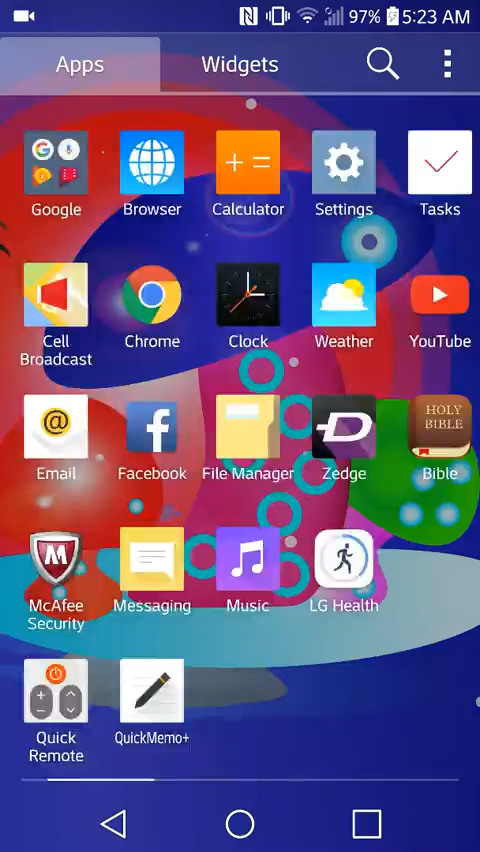 97% 5:23 AM
Apps Widgets
Google Browser Calculator Settings Tasks
Cell Broadcast Chrome Clock Weather YouTube
HOLY BIBLE
Email Facebook File Manager Zedge Bible
McAfee Security Messaging Music LG Health
Quick Remote QuickMemo+